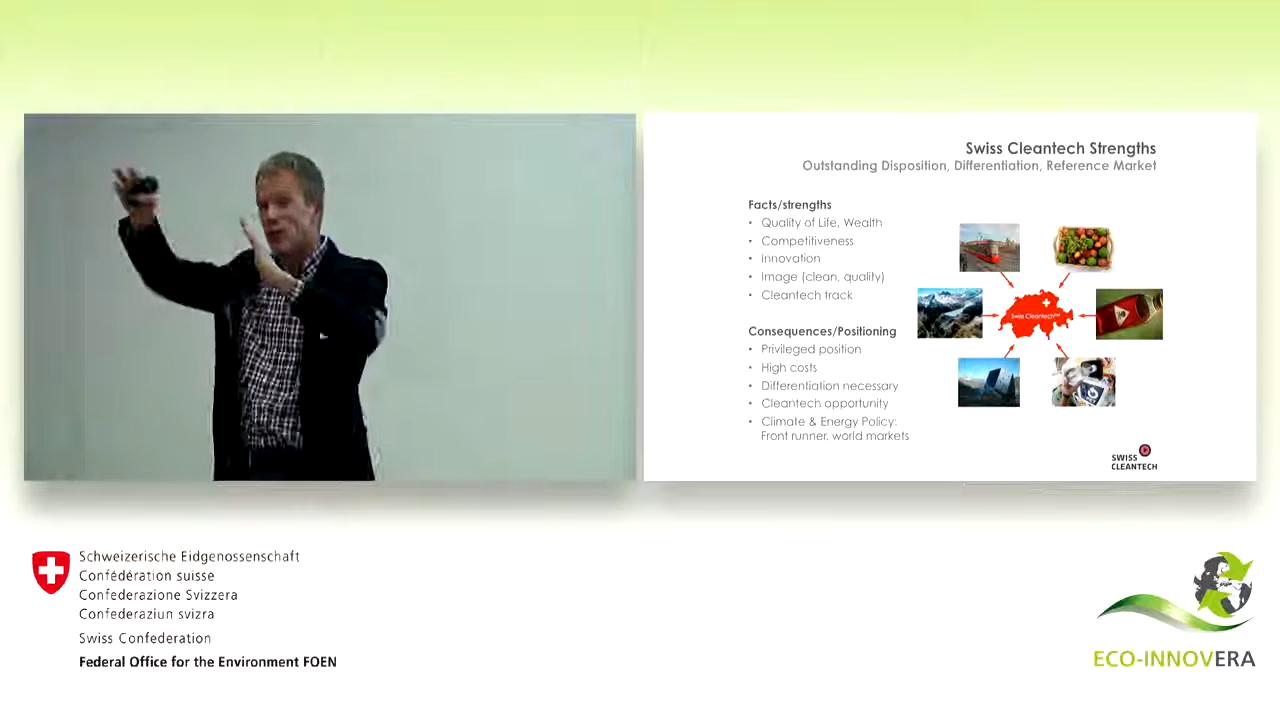 Swiss Cleantech Strengths
Outstanding Disposition, Differentiation, Reference Market
Facts/strengths
• Quality of Life, Wealth
• Competitiveness
• Innovation
• Image (clean, quality)
• Cleantech track
Consequences/Positioning
• Privileged position
• High costs
• Differentiation necessary
• Cleantech opportunity
• Climate & Energy Policy:
Front runner, world markets
Swiss Cleantech™
SWISS
CLEANTECH
Schweizerische Eidgenossenschaft
Confédération suisse
Confederazione Svizzera
Confederaziun svizra
Swiss Confederation
Federal Office for the Environment FOEN
ECO-INNOVERA